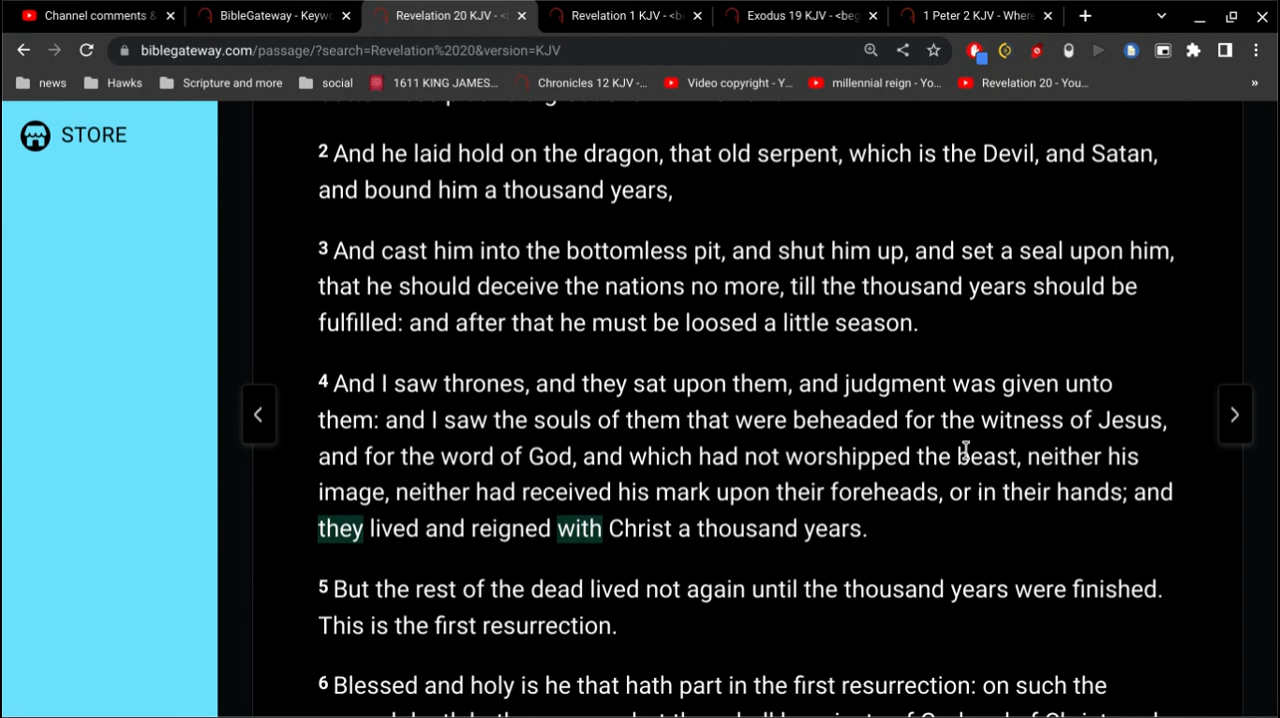 Channel comments &
BibleGateway - Keyw
Revelation 20 KJV - <
Revelation 1 KJV - <b
Exodus 19 KJV - <beg
1 Peter 2 KJV - Where
biblegateway.com/passage/?search=Revelation%2020&version=KJV
news
Hawks
Scripture and more
social
1611 KING JAMES...
Chronicles 12 KJV -...
Video copyright - Y...
millennial reign - Yo...
Revelation 20 - You...
»
STORE
2 And he laid hold on the dragon, that old serpent, which is the Devil, and Satan,
and bound him a thousand years,
3 And cast him into the bottomless pit, and shut him up, and set a seal upon him,
that he should deceive the nations no more, till the thousand years should be
fulfilled: and after that he must be loosed a little season.
4 And I saw thrones, and they sat upon them, and judgment was given unto
them: and I saw the souls of them that were beheaded for the witness of Jesus,
and for the word of God, and which had not worshipped the beast, neither his
image, neither had received his mark upon their foreheads, or in their hands; and
they lived and reigned with Christ a thousand years.
5 But the rest of the dead lived not again until the thousand years were finished.
This is the first resurrection.
6 Blessed and holy is he that hath part in the first resurrection: on such the